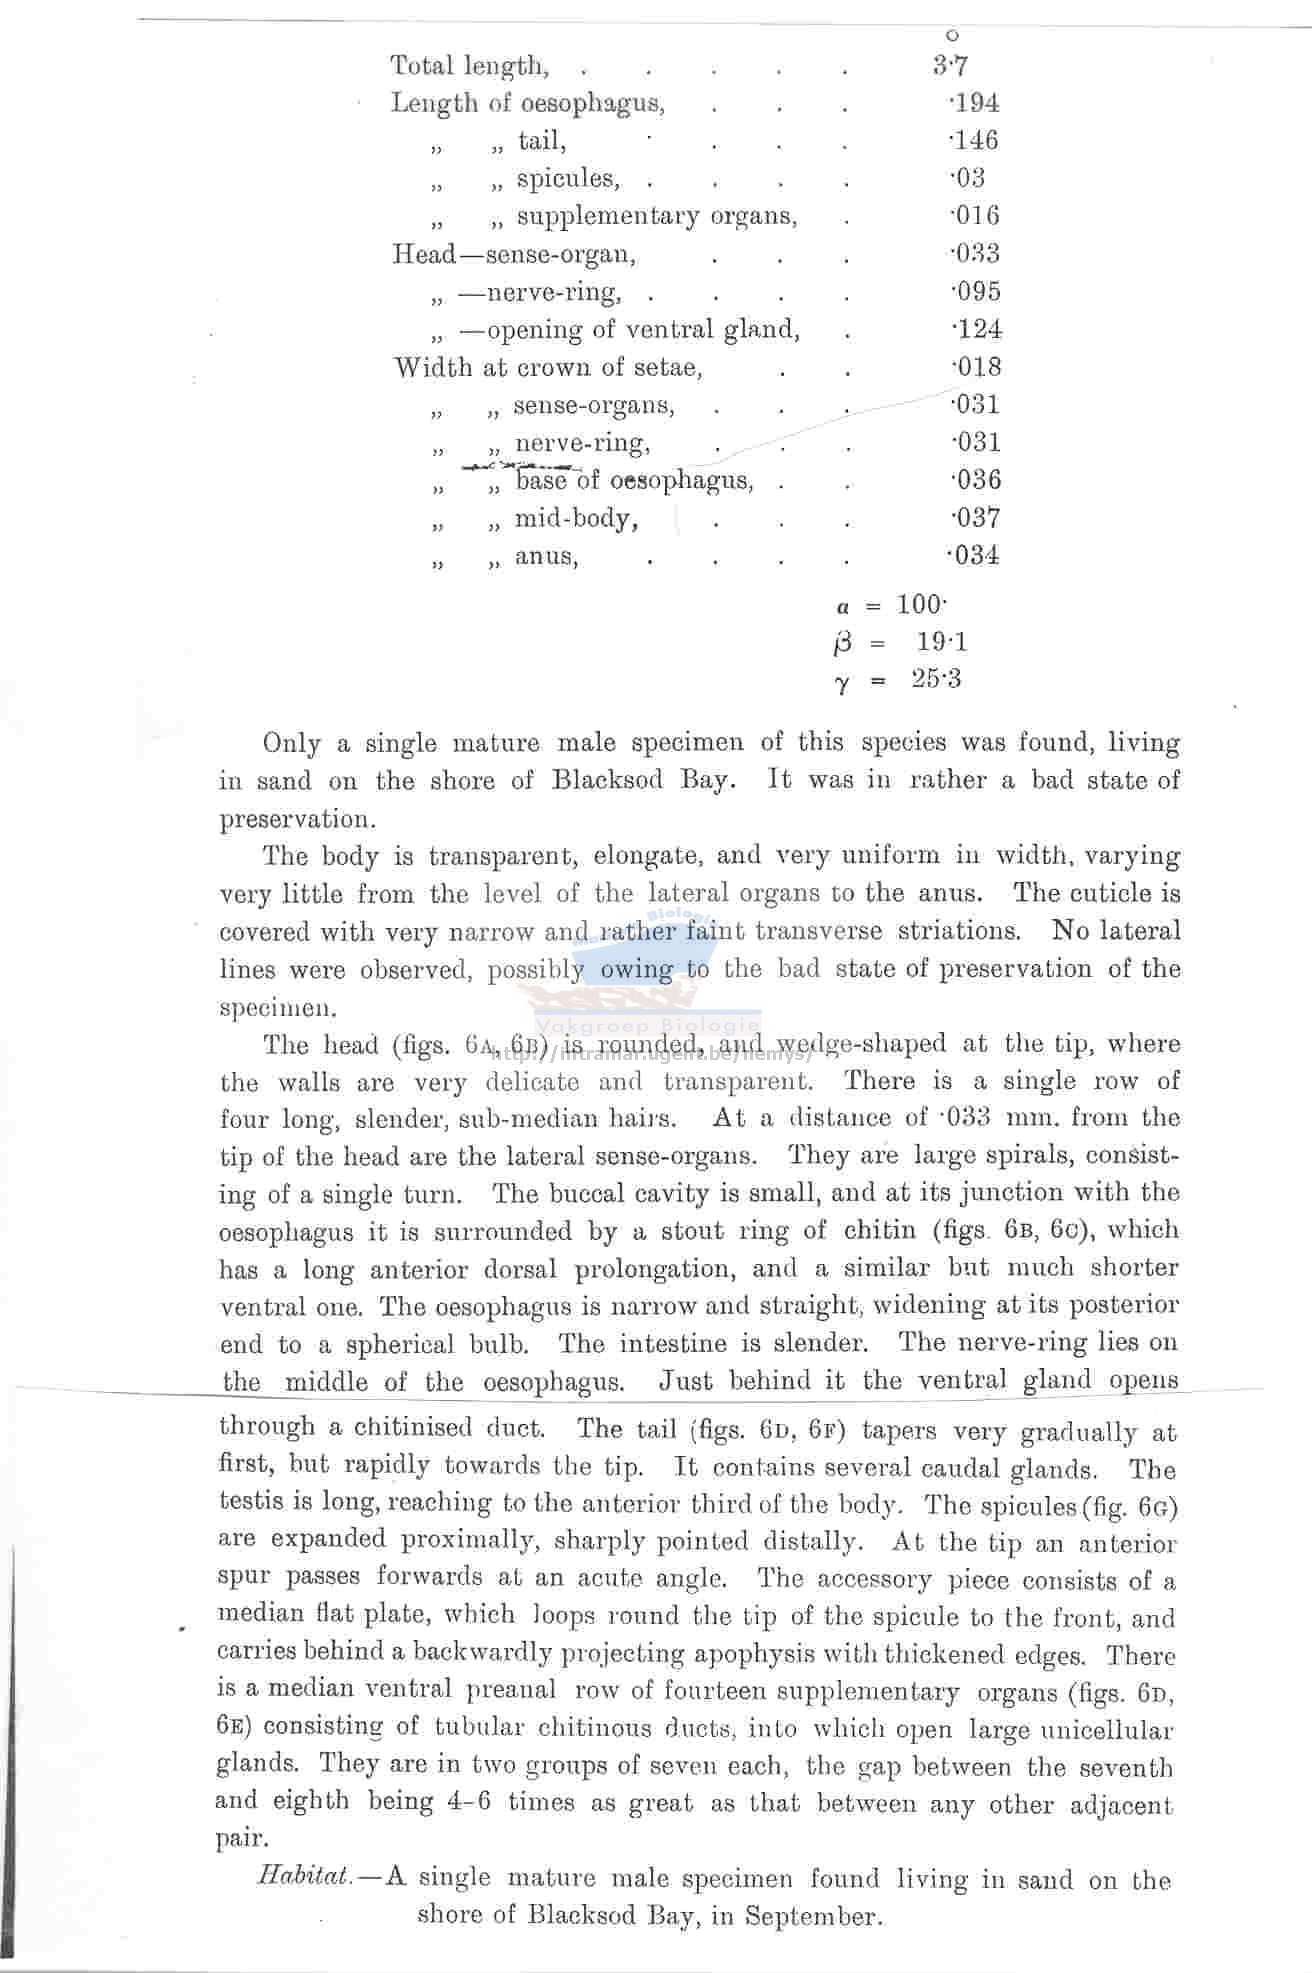 Total length, . . . . . 3·7
Length of oesophagus, . . . ·194
„ „ tail, . . . . ·146
„ „ spicules, . . . . ·03
„ „ supplementary organs, . ·016
Head—sense-organ, . . . ·033
„ —nerve-ring, . . . . ·095
„ —opening of ventral gland, . ·124
Width at crown of setae, . . ·018
„ „ sense-organs, . . . ·031
„ „ nerve-ring, . . . ·031
„ „ base of oesophagus, . . ·036
„ „ mid-body, . . . ·037
„ „ anus, . . . . ·034
α = 100·
β = 19·1
γ = 25·3
Only a single mature male specimen of this species was found, living
in sand on the shore of Blacksod Bay. It was in rather a bad state of
preservation.
The body is transparent, elongate, and very uniform in width, varying
very little from the level of the lateral organs to the anus. The cuticle is
covered with very narrow and rather faint transverse striations. No lateral
lines were observed, possibly owing to the bad state of preservation of the
specimen.
Vakgroep Biologie
The head (figs. 6A, 6B) is rounded, and wedge-shaped at the tip, where
http://intramar.ugent.be/nemys/
the walls are very delicate and transparent. There is a single row of
four long, slender, sub-median hairs. At a distance of ·033 mm. from the
tip of the head are the lateral sense-organs. They are large spirals, consist-
ing of a single turn. The buccal cavity is small, and at its junction with the
oesophagus it is surrounded by a stout ring of chitin (figs. 6B, 6C), which
has a long anterior dorsal prolongation, and a similar but much shorter
ventral one. The oesophagus is narrow and straight, widening at its posterior
end to a spherical bulb. The intestine is slender. The nerve-ring lies on
the middle of the oesophagus. Just behind it the ventral gland opens
through a chitinised duct. The tail (figs. 6D, 6F) tapers very gradually at
first, but rapidly towards the tip. It contains several caudal glands. The
testis is long, reaching to the anterior third of the body. The spicules (fig. 6G)
are expanded proximally, sharply pointed distally. At the tip an anterior
spur passes forwards at an acute angle. The accessory piece consists of a
median flat plate, which loops round the tip of the spicule to the front, and
carries behind a backwardly projecting apophysis with thickened edges. There
is a median ventral preanal row of fourteen supplementary organs (figs. 6D,
6E) consisting of tubular chitinous ducts, into which open large unicellular
glands. They are in two groups of seven each, the gap between the seventh
and eighth being 4–6 times as great as that between any other adjacent
pair.
Habitat.—A single mature male specimen found living in sand on the
shore of Blacksod Bay, in September.